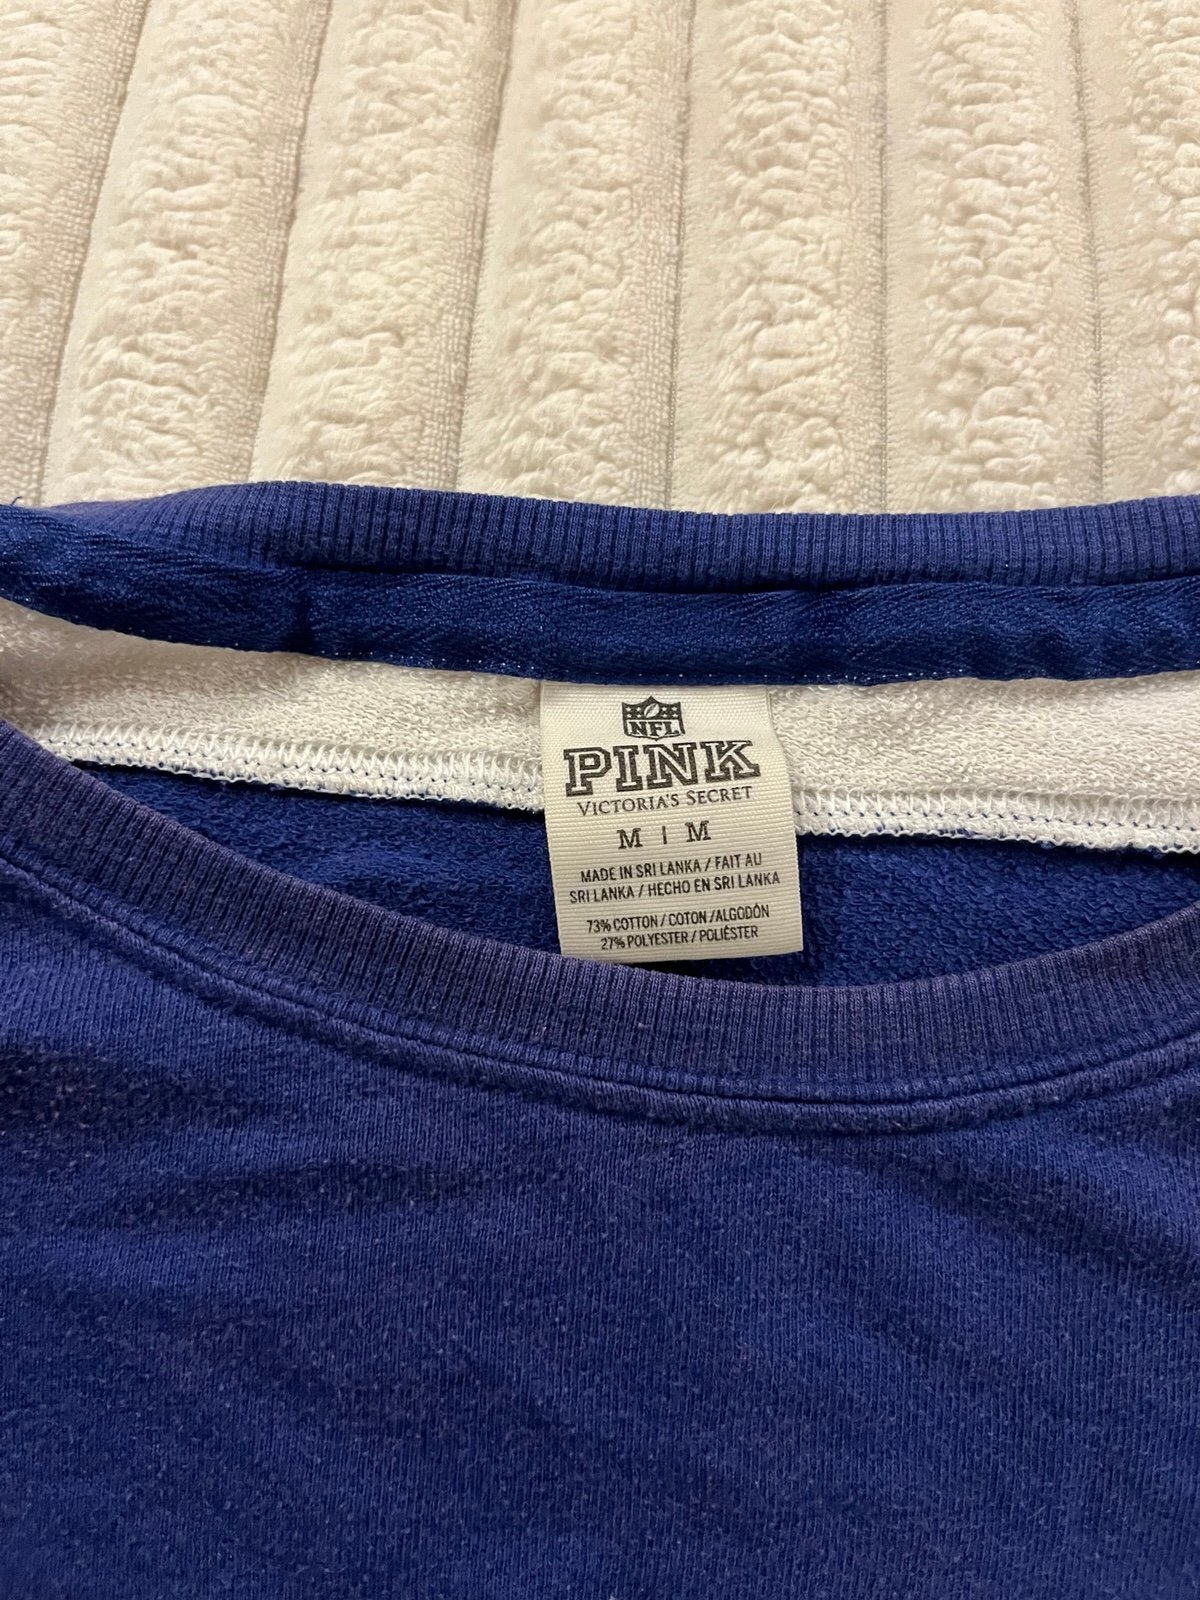 NFL
PINK
VICTORIA'S SECRET
M | M
MADE IN SRI LANKA / FAIT AU
SRI LANKA / HECHO EN SRI LANKA
73% COTTON / COTON / ALGODÓN
27% POLYESTER / POLIÉSTER